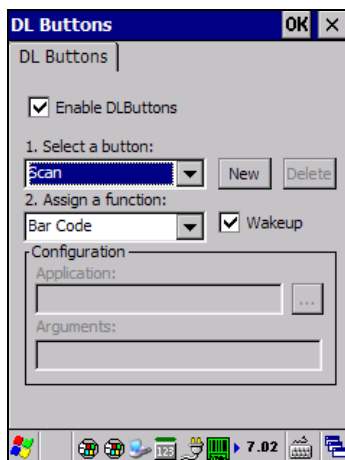 DL Buttons OK
DL Buttons
Enable DLButtons
1. Select a button:
Scan New Delete
2. Assign a function:
Bar Code Wakeup
Configuration
Application:
...
Arguments:
123 7.02